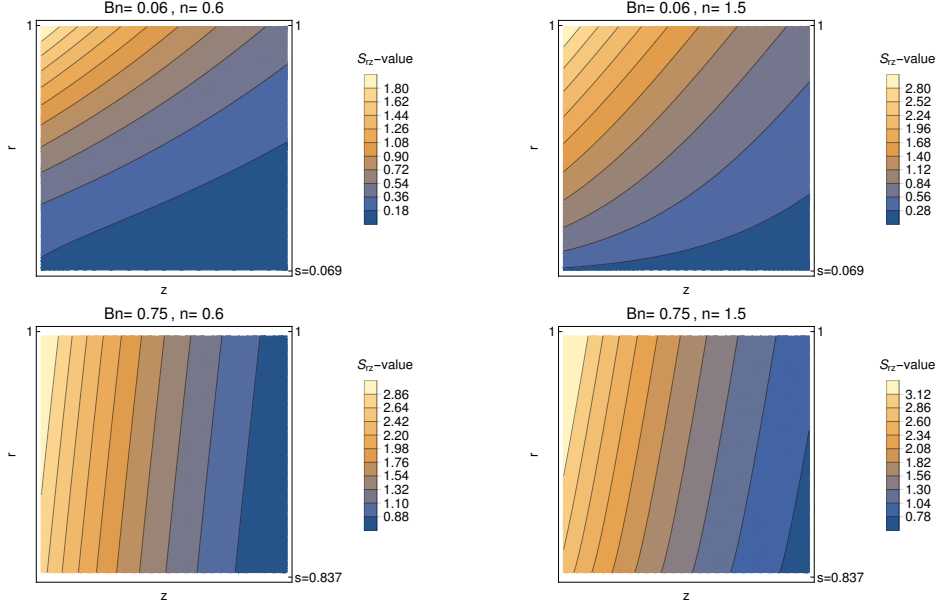 Bn= 0.06 , n= 0.6
1
1
r
z
s=0.069
Srz-value
1.80
1.62
1.44
1.26
1.08
0.90
0.72
0.54
0.36
0.18
Bn= 0.06 , n= 1.5
1
1
r
z
s=0.069
Srz-value
2.80
2.52
2.24
1.96
1.68
1.40
1.12
0.84
0.56
0.28
Bn= 0.75 , n= 0.6
1
1
r
z
s=0.837
Srz-value
2.86
2.64
2.42
2.20
1.98
1.76
1.54
1.32
1.10
0.88
Bn= 0.75 , n= 1.5
1
1
r
z
s=0.837
Srz-value
3.12
2.86
2.60
2.34
2.08
1.82
1.56
1.30
1.04
0.78